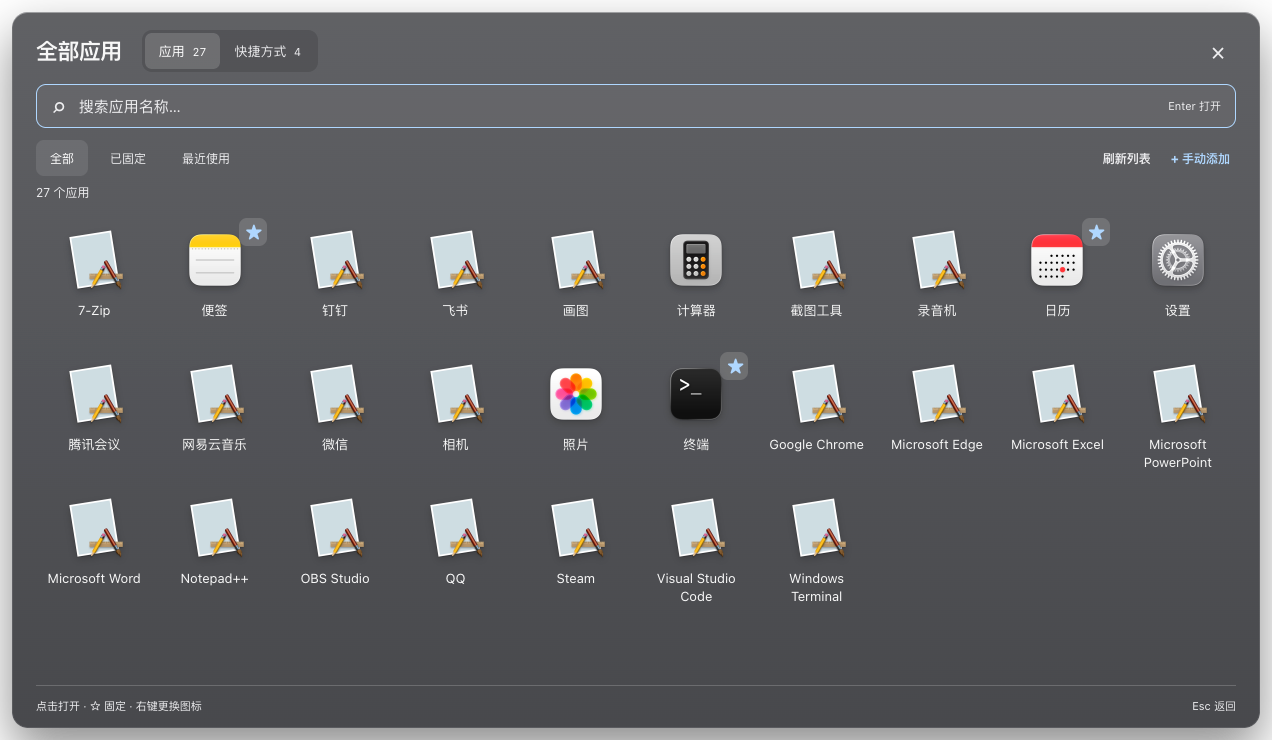 全部应用
应用 27
快捷方式 4
搜索应用名称...
Enter 打开
全部
已固定
最近使用
刷新列表
+ 手动添加
27 个应用
7-Zip
便签
钉钉
飞书
画图
计算器
截图工具
录音机
日历
设置
腾讯会议
网易云音乐
微信
相机
照片
>_
终端
Google Chrome
Microsoft Edge
Microsoft Excel
Microsoft
PowerPoint
Microsoft Word
Notepad++
OBS Studio
QQ
Steam
Visual Studio
Code
Windows
Terminal
点击打开 · ☆ 固定 · 右键更换图标
Esc 返回